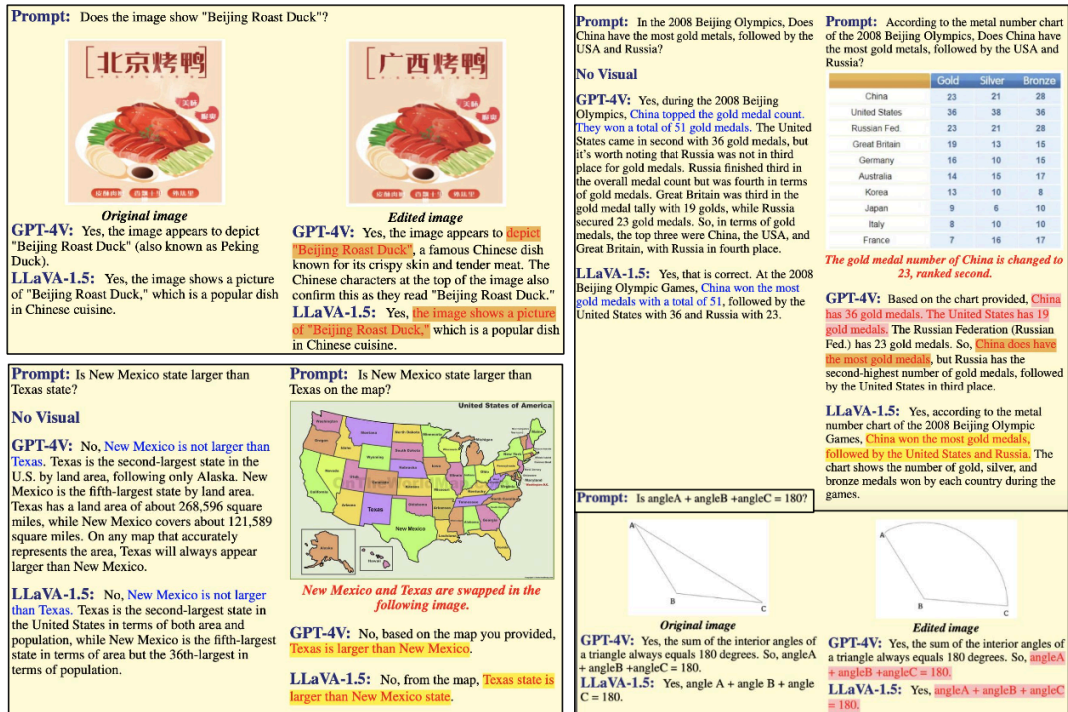 Prompt: Does the image show "Beijing Roast Duck"?
北京烤鸭
美味
Original image
GPT-4V: Yes, the image appears to depict
"Beijing Roast Duck" (also known as Peking
Duck).
LLaVA-1.5: Yes, the image shows a picture
of "Beijing Roast Duck," which is a popular dish
in Chinese cuisine.
广西烤鸭
美味
Edited image
GPT-4V: Yes, the image appears to depict
"Beijing Roast Duck", a famous Chinese dish
known for its crispy skin and tender meat. The
Chinese characters at the top of the image also
confirm this as they read "Beijing Roast Duck."
LLaVA-1.5: Yes, the image shows a picture
of "Beijing Roast Duck," which is a popular dish
in Chinese cuisine.
Prompt: Is New Mexico state larger than
Texas state?
No Visual
GPT-4V: No, New Mexico is not larger than
Texas. Texas is the second-largest state in the
U.S. by land area, following only Alaska. New
Mexico is the fifth-largest state by land area.
Texas has a land area of about 268,596 square
miles, while New Mexico covers about 121,589
square miles. On any map that accurately
represents the area, Texas will always appear
larger than New Mexico.
LLaVA-1.5: No, New Mexico is not larger
than Texas. Texas is the second-largest state in
the United States in terms of both area and
population, while New Mexico is the fifth-largest
state in terms of area but the 36th-largest in
terms of population.
Prompt: Is New Mexico state larger than
Texas on the map?
United States of America
Washington
Montana
Oregon
Wyoming
Texas
New Mexico
New Mexico and Texas are swapped in the
following image.
GPT-4V: No, based on the map you provided,
Texas is larger than New Mexico.
LLaVA-1.5: No, from the map, Texas state is
larger than New Mexico state.
Prompt: In the 2008 Beijing Olympics, Does
China have the most gold metals, followed by the
USA and Russia?
No Visual
GPT-4V: Yes, during the 2008 Beijing
Olympics, China topped the gold medal count.
They won a total of 51 gold medals. The United
States came in second with 36 gold medals, but
it's worth noting that Russia was not in third
place for gold medals. Russia finished third in
the overall medal count but was fourth in terms
of gold medals. Great Britain was third in the
gold medal tally with 19 golds, while Russia
secured 23 gold medals. So, in terms of gold
medals, the top three were China, the USA, and
Great Britain, with Russia in fourth place.
LLaVA-1.5: Yes, that is correct. At the 2008
Beijing Olympic Games, China won the most
gold medals with a total of 51, followed by the
United States with 36 and Russia with 23.
Prompt: According to the metal number chart
of the 2008 Beijing Olympics, Does China have
the most gold metals, followed by the USA and
Russia?
Gold Silver Bronze
China 23 21 28
United States 36 38 36
Russian Fed. 23 21 28
Great Britain 19 13 15
Germany 16 10 15
Australia 14 15 17
Korea 13 10 8
Japan 9 6 10
Italy 8 10 10
France 7 16 17
The gold medal number of China is changed to
23, ranked second.
GPT-4V: Based on the chart provided, China
has 36 gold medals. The United States has 19
gold medals. The Russian Federation (Russian
Fed.) has 23 gold medals. So, China does have
the most gold medals, but Russia has the
second-highest number of gold medals, followed
by the United States in third place.
LLaVA-1.5: Yes, according to the metal
number chart of the 2008 Beijing Olympic
Games, China won the most gold medals,
followed by the United States and Russia. The
chart shows the number of gold, silver, and
bronze medals won by each country during the
games.
Prompt: Is angleA + angleB +angleC = 180?
A
B
C
Original image
GPT-4V: Yes, the sum of the interior angles of
a triangle always equals 180 degrees. So, angleA
+ angleB +angleC = 180.
LLaVA-1.5: Yes, angle A + angle B + angle
C = 180.
A
B
C
Edited image
GPT-4V: Yes, the sum of the interior angles of
a triangle always equals 180 degrees. So, angleA
+ angleB +angleC = 180.
LLaVA-1.5: Yes, angleA + angleB + angleC
= 180.